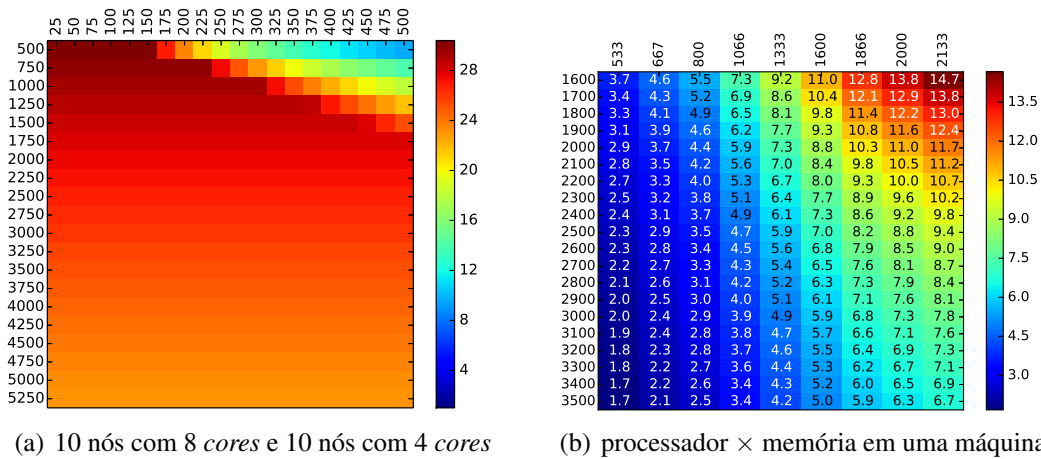 25 50 75 100 125 150 175 200 225 250 275 300 325 350 375 400 425 450 475 500
500
750
1000
1250
1500
1750
2000
2250
2500
2750
3000
3250
3500
3750
4000
4250
4500
4750
5000
5250
28
24
20
16
12
8
4
(a) 10 nós com 8 cores e 10 nós com 4 cores
533 667 800 1066 1333 1600 1866 2000 2133
1600 3.7 4.6 5.5 7.3 9.2 11.0 12.8 13.8 14.7
1700 3.4 4.3 5.2 6.9 8.6 10.4 12.1 12.9 13.8
1800 3.3 4.1 4.9 6.5 8.1 9.8 11.4 12.2 13.0
1900 3.1 3.9 4.6 6.2 7.7 9.3 10.8 11.6 12.4
2000 2.9 3.7 4.4 5.9 7.3 8.8 10.3 11.0 11.7
2100 2.8 3.5 4.2 5.6 7.0 8.4 9.8 10.5 11.2
2200 2.7 3.3 4.0 5.3 6.7 8.0 9.3 10.0 10.7
2300 2.5 3.2 3.8 5.1 6.4 7.7 8.9 9.6 10.2
2400 2.4 3.1 3.7 4.9 6.1 7.3 8.6 9.2 9.8
2500 2.3 2.9 3.5 4.7 5.9 7.0 8.2 8.8 9.4
2600 2.3 2.8 3.4 4.5 5.6 6.8 7.9 8.5 9.0
2700 2.2 2.7 3.3 4.3 5.4 6.5 7.6 8.1 8.7
2800 2.1 2.6 3.1 4.2 5.2 6.3 7.3 7.9 8.4
2900 2.0 2.5 3.0 4.0 5.1 6.1 7.1 7.6 8.1
3000 2.0 2.4 2.9 3.9 4.9 5.9 6.8 7.3 7.8
3100 1.9 2.4 2.8 3.8 4.7 5.7 6.6 7.1 7.6
3200 1.8 2.3 2.8 3.7 4.6 5.5 6.4 6.9 7.3
3300 1.8 2.2 2.7 3.6 4.4 5.3 6.2 6.7 7.1
3400 1.7 2.2 2.6 3.4 4.3 5.2 6.0 6.5 6.9
3500 1.7 2.1 2.5 3.4 4.2 5.0 5.9 6.3 6.7
13.5
12.0
10.5
9.0
7.5
6.0
4.5
3.0
(b) processador × memória em uma máquina